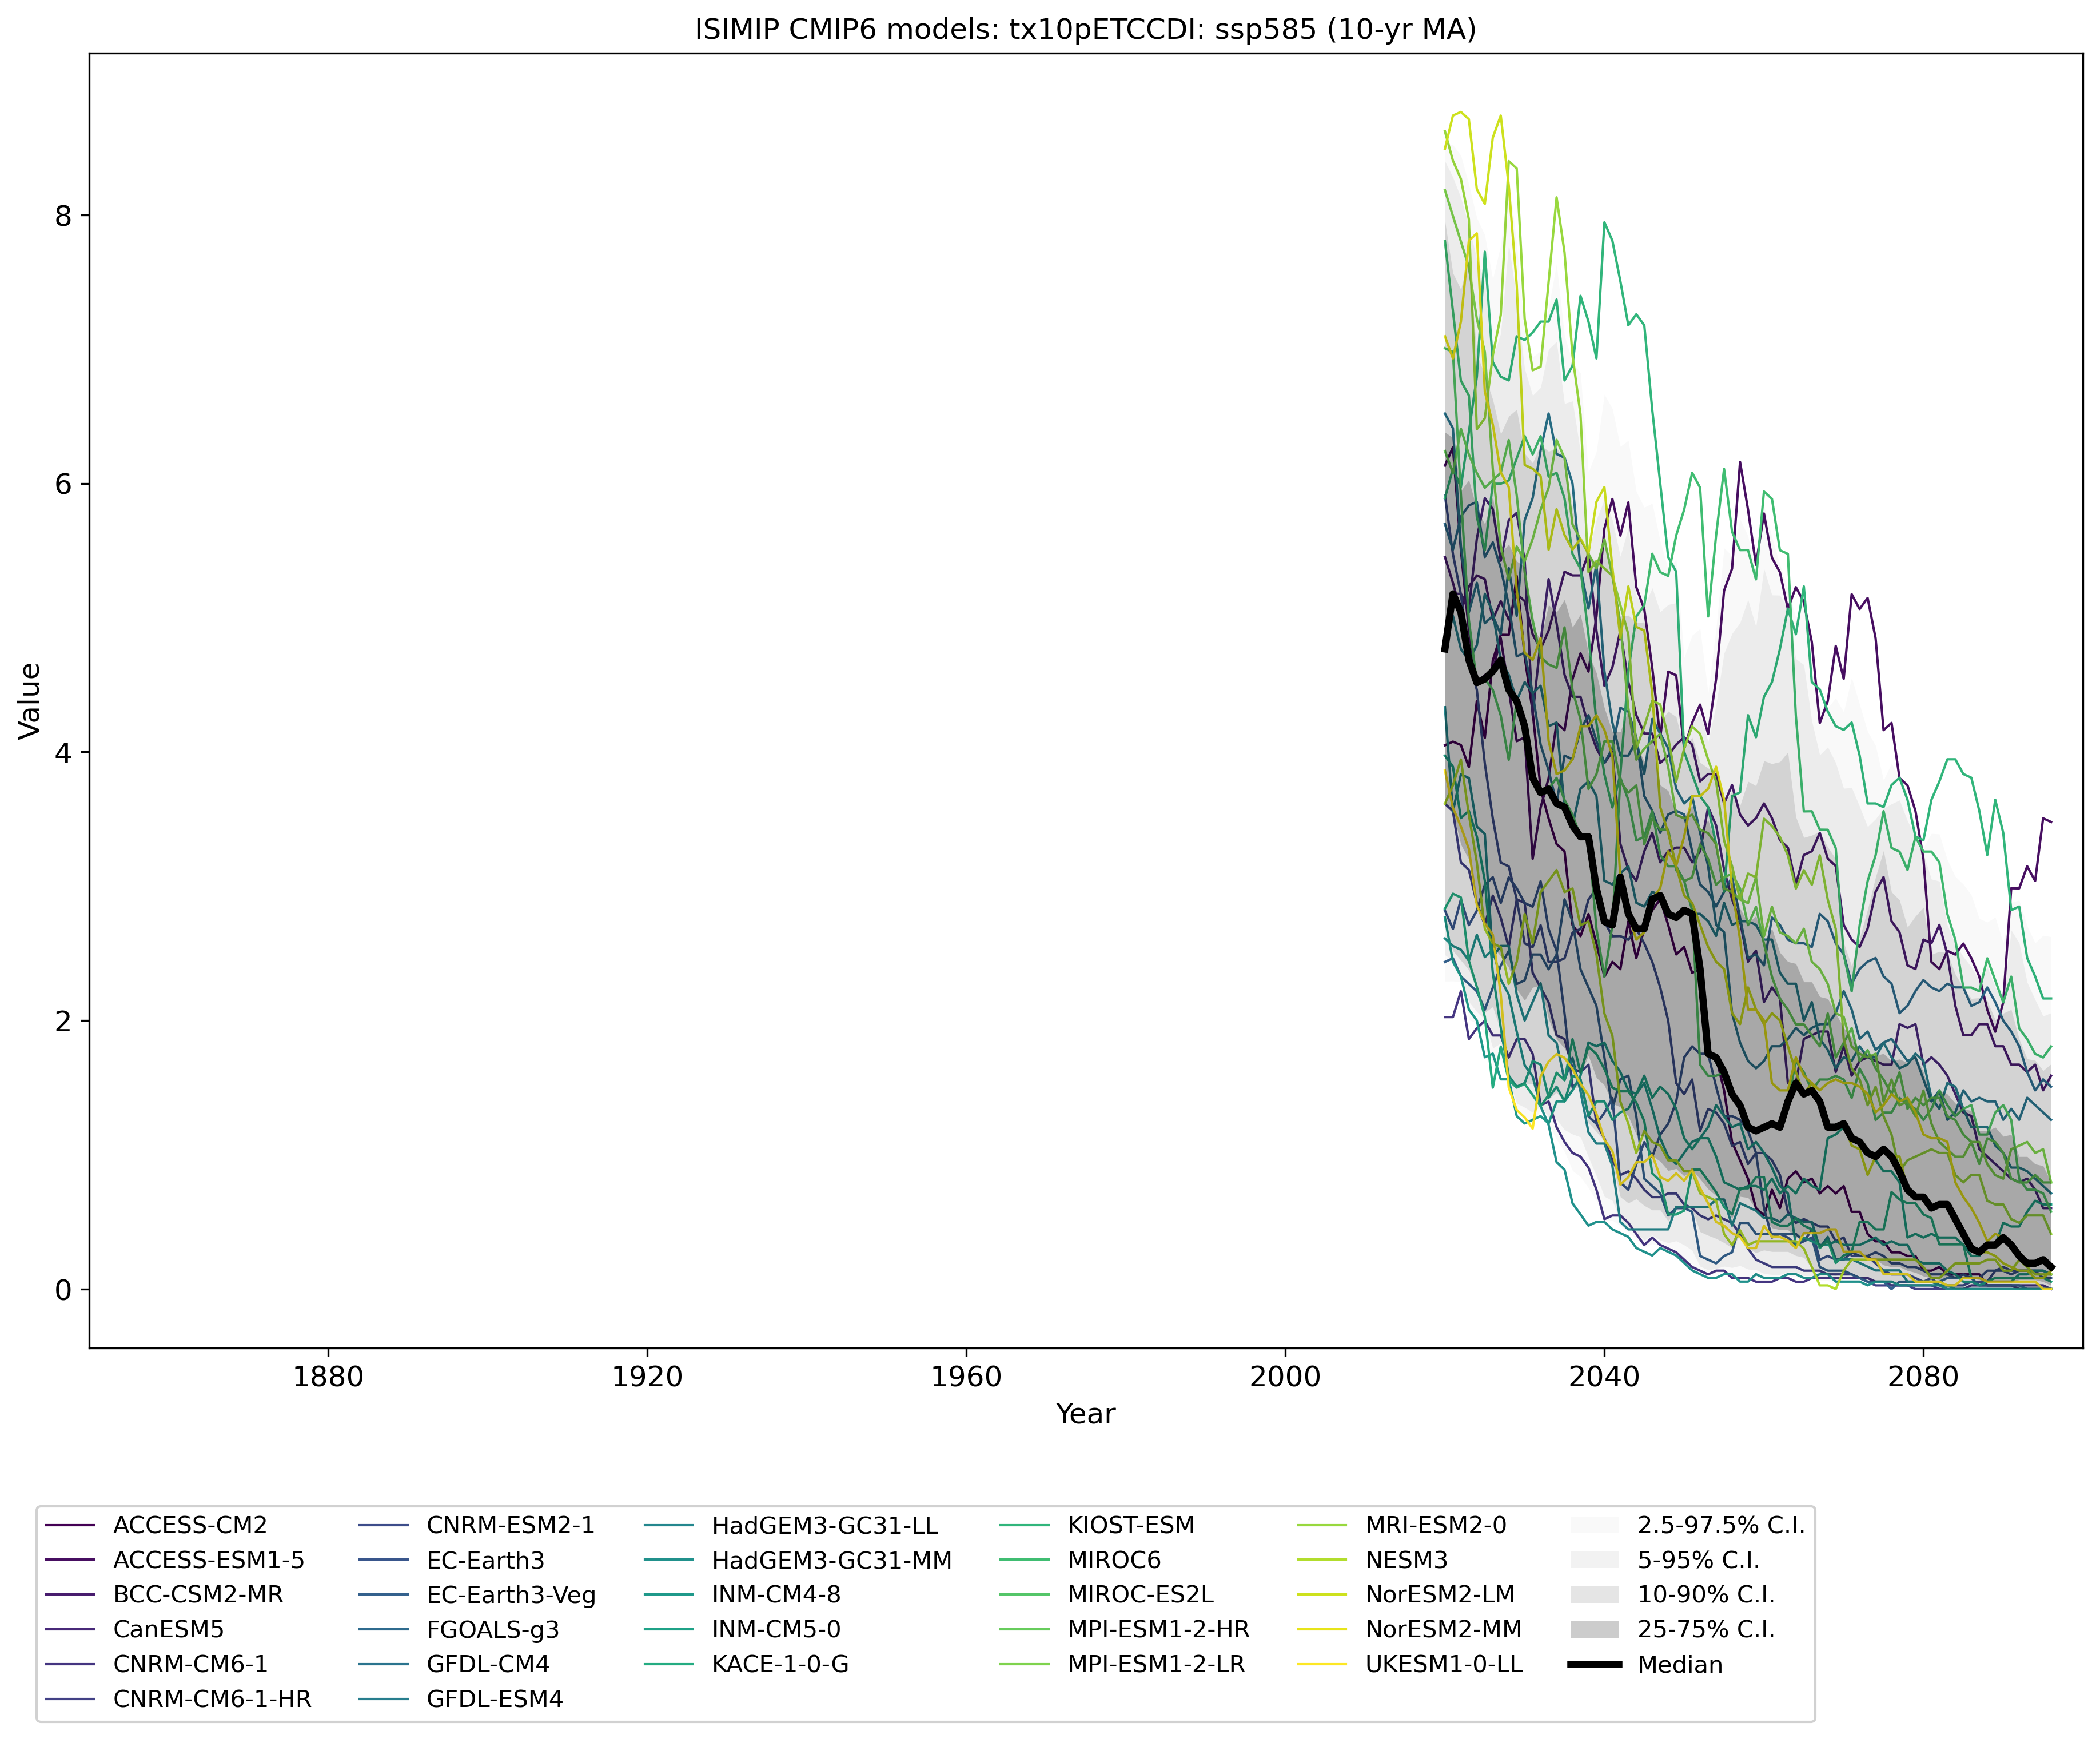 ISIMIP CMIP6 models: tx10pETCCDI: ssp585 (10-yr MA)
8
6
4
2
0
Value
1880 1920 1960 2000 2040 2080
Year
ACCESS-CM2 CNRM-ESM2-1 HadGEM3-GC31-LL KIOST-ESM MRI-ESM2-0 2.5-97.5% C.I.
ACCESS-ESM1-5 EC-Earth3 HadGEM3-GC31-MM MIROC6 NESM3 5-95% C.I.
BCC-CSM2-MR EC-Earth3-Veg INM-CM4-8 MIROC-ES2L NorESM2-LM 10-90% C.I.
CanESM5 FGOALS-g3 INM-CM5-0 MPI-ESM1-2-HR NorESM2-MM 25-75% C.I.
CNRM-CM6-1 GFDL-CM4 KACE-1-0-G MPI-ESM1-2-LR UKESM1-0-LL Median
CNRM-CM6-1-HR GFDL-ESM4